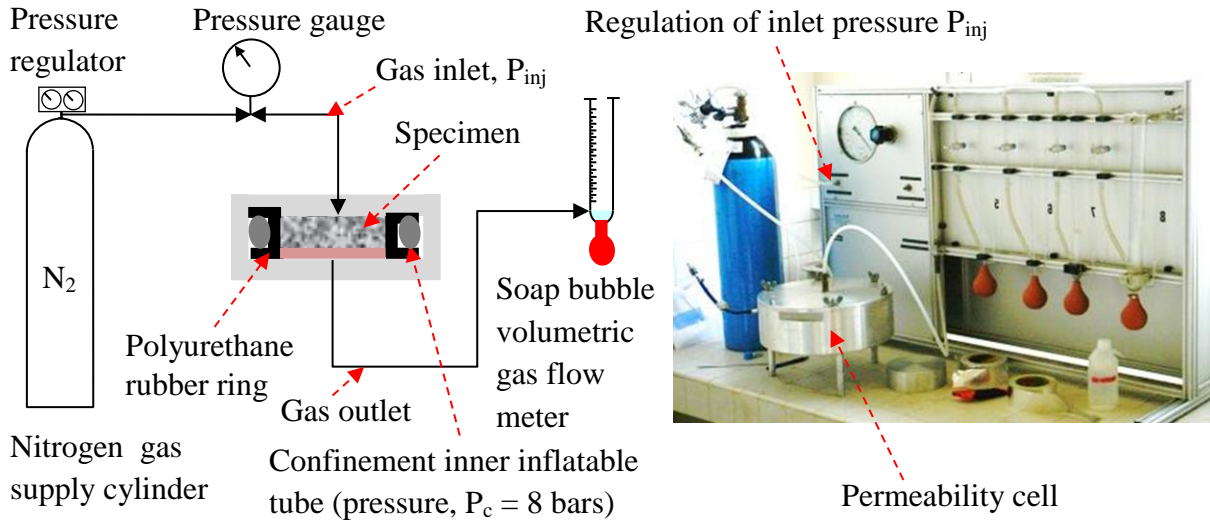 Pressure
regulator
Pressure gauge
Gas inlet, Pinj
Specimen
N2
Polyurethane
rubber ring
Gas outlet
Soap bubble
volumetric
gas flow
meter
Nitrogen gas
supply cylinder
Confinement inner inflatable
tube (pressure, Pc = 8 bars)
Regulation of inlet pressure Pinj
5
6
7
8
Permeability cell